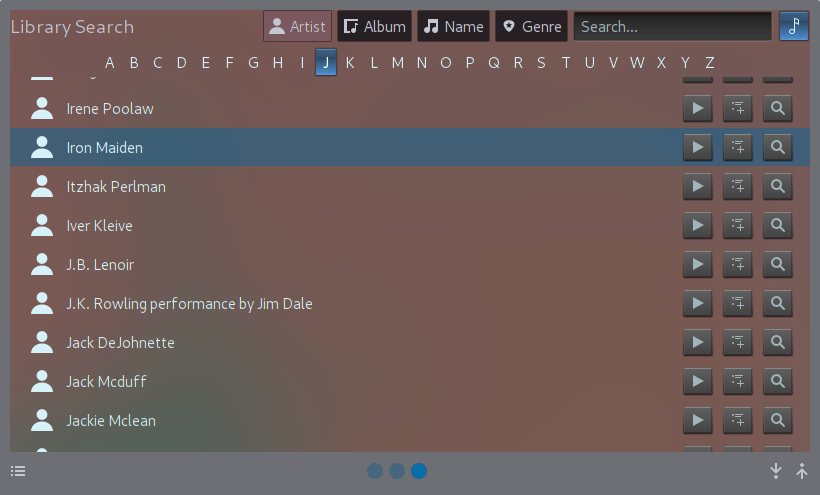 Library Search Artist Album Name Genre Search...
A B C D E F G H I J K L M N O P Q R S T U V W X Y Z
Irene Poolaw
Iron Maiden
Itzhak Perlman
Iver Kleive
J.B. Lenoir
J.K. Rowling performance by Jim Dale
Jack DeJohnette
Jack Mcduff
Jackie Mclean